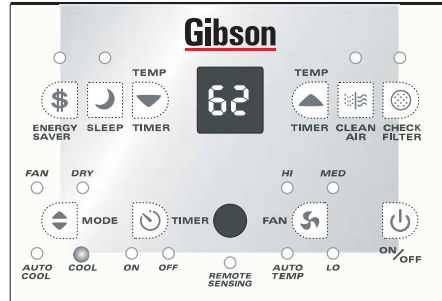 Gibson
TEMP
TEMP
$
62
ENERGY SAVER
SLEEP
TIMER
TIMER
CLEAN AIR
CHECK FILTER
FAN
DRY
HI
MED
MODE
TIMER
FAN
AUTO COOL
COOL
ON
OFF
REMOTE SENSING
AUTO TEMP
LO
ON/OFF